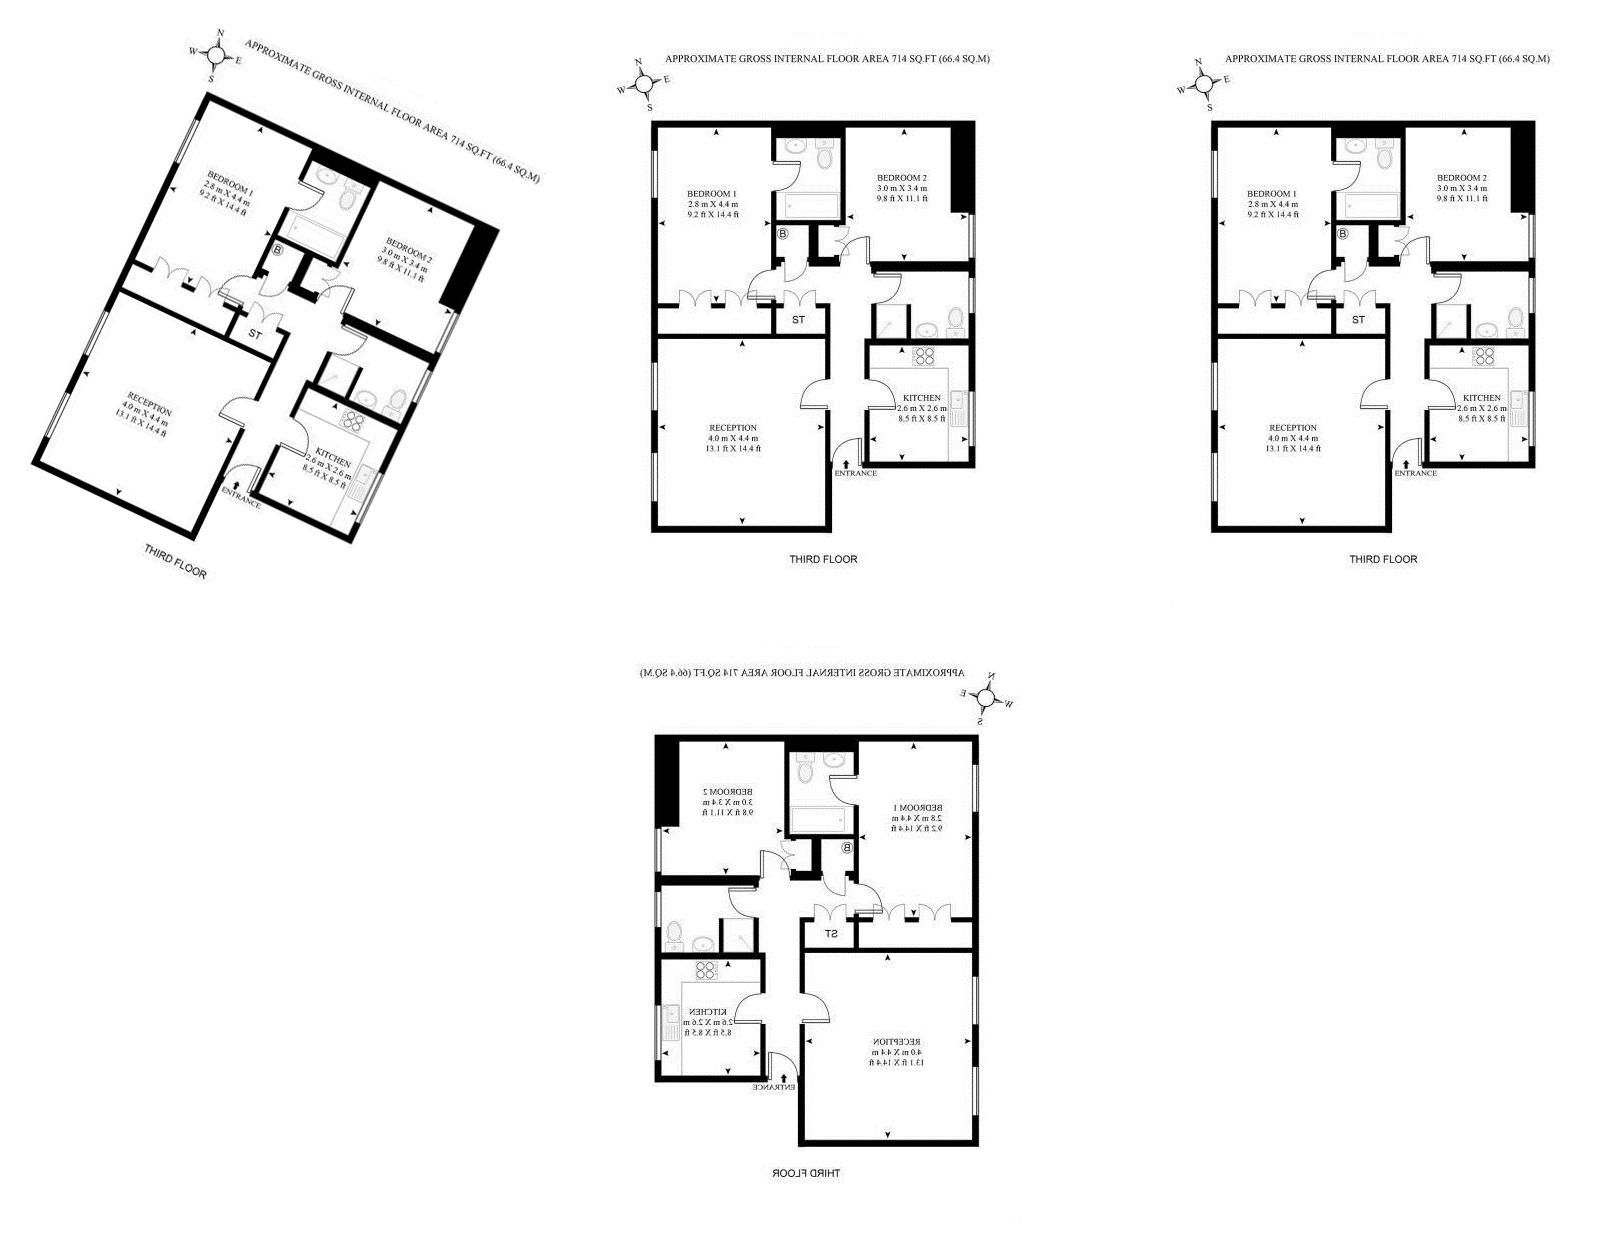 N
W E
S
APPROXIMATE GROSS INTERNAL FLOOR AREA 714 SQ.FT (66.4 SQ.M)
BEDROOM 1
2.8 m X 4.4 m
9.2 ft X 14.4 ft
BEDROOM 2
3.0 m X 3.4 m
9.8 ft X 11.1 ft
B
ST
RECEPTION
4.0 m X 4.4 m
13.1 ft X 14.4 ft
KITCHEN
2.6 m X 2.6 m
8.5 ft X 8.5 ft
ENTRANCE
THIRD FLOOR
N
W E
S
APPROXIMATE GROSS INTERNAL FLOOR AREA 714 SQ.FT (66.4 SQ.M)
BEDROOM 1
2.8 m X 4.4 m
9.2 ft X 14.4 ft
BEDROOM 2
3.0 m X 3.4 m
9.8 ft X 11.1 ft
B
ST
KITCHEN
2.6 m X 2.6 m
8.5 ft X 8.5 ft
RECEPTION
4.0 m X 4.4 m
13.1 ft X 14.4 ft
ENTRANCE
THIRD FLOOR
N
W E
S
APPROXIMATE GROSS INTERNAL FLOOR AREA 714 SQ.FT (66.4 SQ.M)
BEDROOM 1
2.8 m X 4.4 m
9.2 ft X 14.4 ft
BEDROOM 2
3.0 m X 3.4 m
9.8 ft X 11.1 ft
B
ST
KITCHEN
2.6 m X 2.6 m
8.5 ft X 8.5 ft
RECEPTION
4.0 m X 4.4 m
13.1 ft X 14.4 ft
ENTRANCE
THIRD FLOOR
APPROXIMATE GROSS INTERNAL FLOOR AREA 714 SQ.FT (66.4 SQ.M)
N
E W
S
BEDROOM 2
3.0 m X 3.4 m
9.8 ft X 11.1 ft
BEDROOM 1
2.8 m X 4.4 m
9.2 ft X 14.4 ft
B
ST
KITCHEN
2.6 m X 2.6 m
8.5 ft X 8.5 ft
RECEPTION
4.0 m X 4.4 m
13.1 ft X 14.4 ft
ENTRANCE
THIRD FLOOR